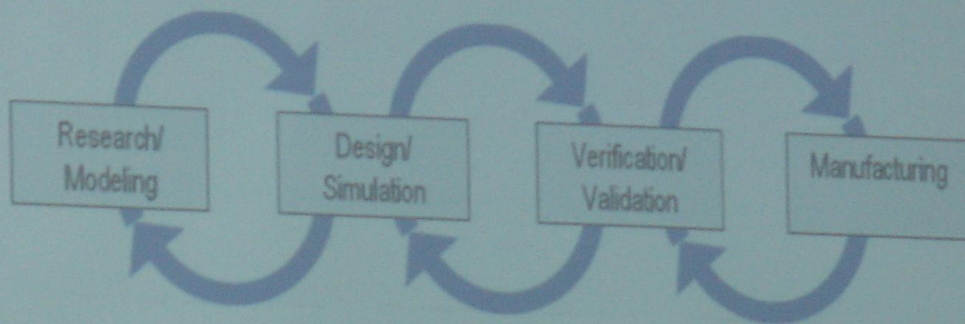 Research/
Modeling
Design/
Simulation
Verification/
Validation
Manufacturing